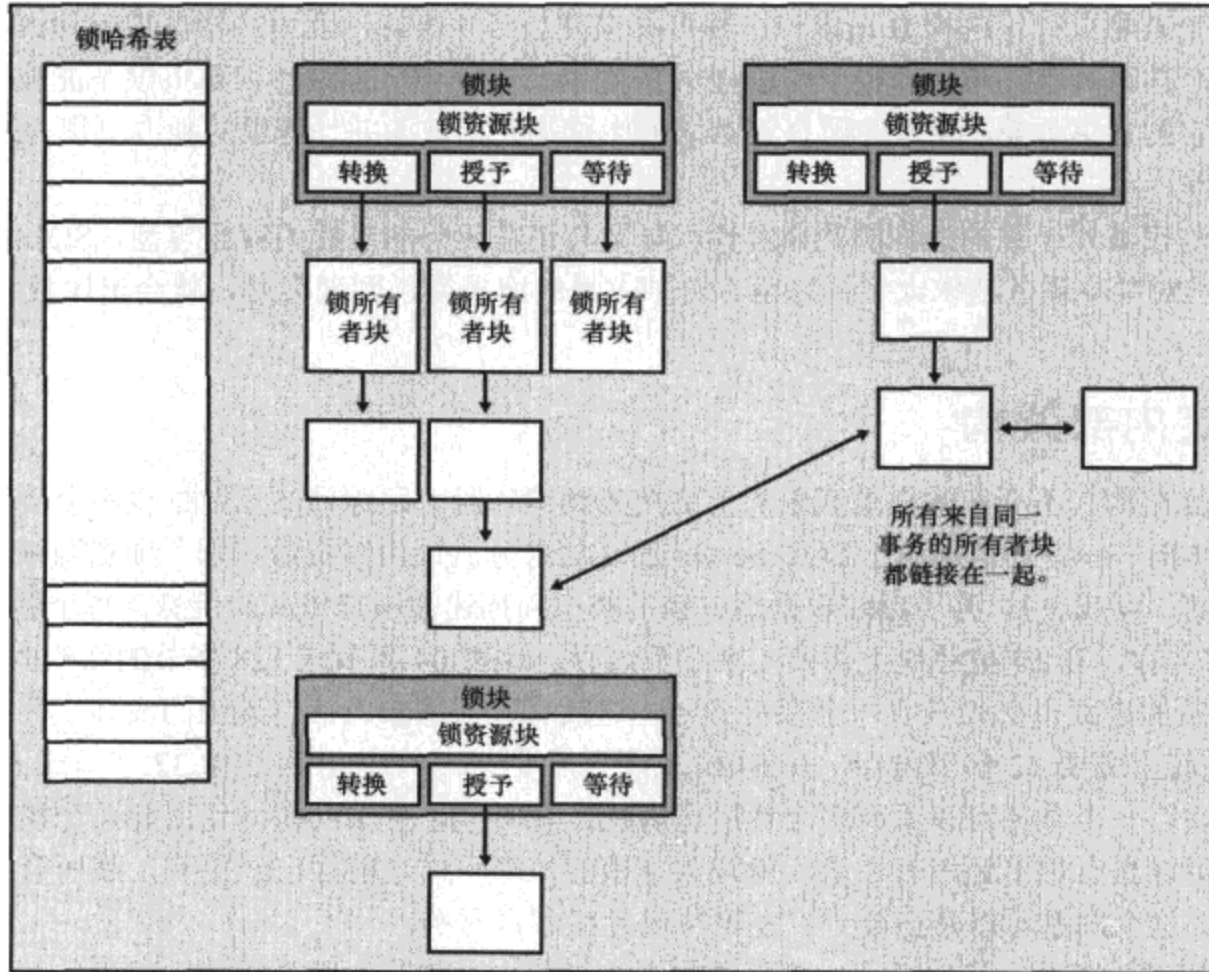 锁哈希表
锁块
锁资源块
转换
授予
等待
锁所有
者块
锁所有
者块
锁所有
者块
锁块
锁资源块
转换
授予
等待
所有来自同一
事务的所有者块
都链接在一起。
锁块
锁资源块
转换
授予
等待